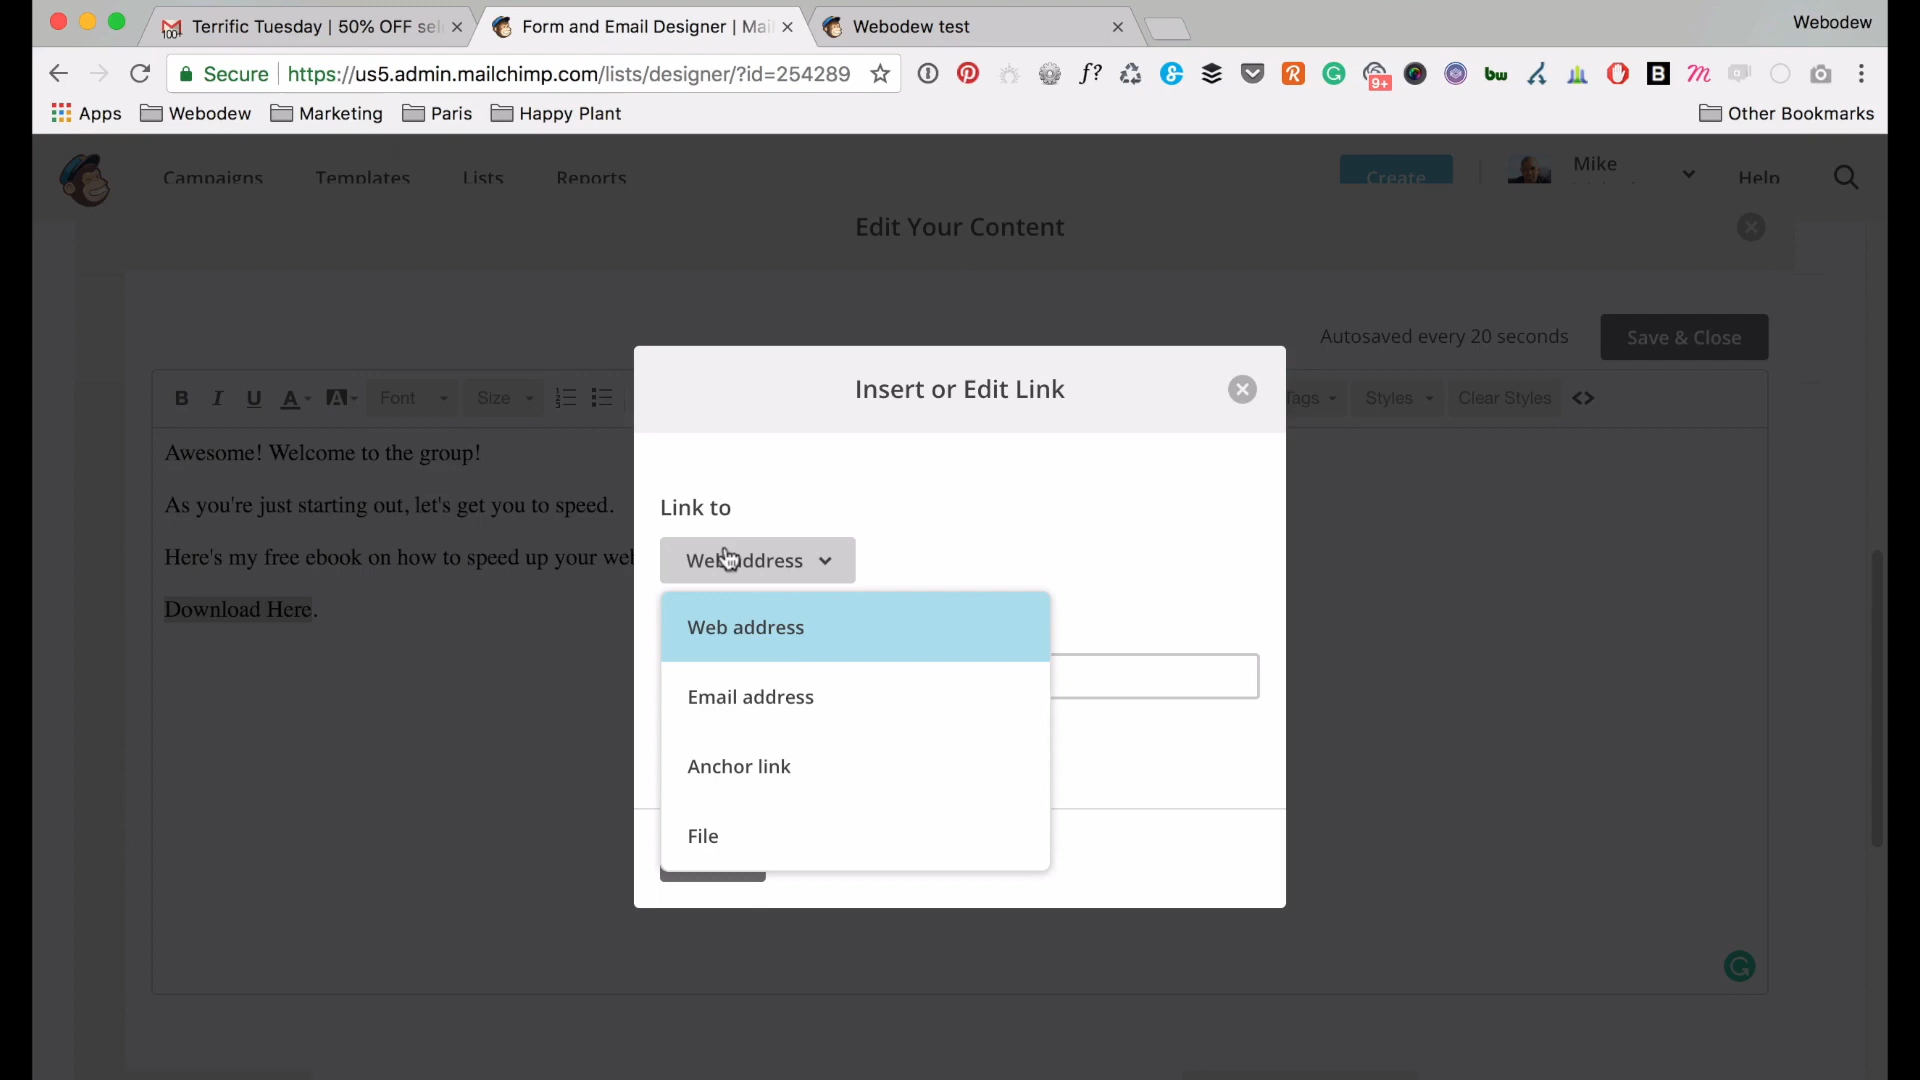 Terrific Tuesday | 50% OFF sel
Form and Email Designer | Mai
Webodew test
Webodew
Secure
https://us5.admin.mailchimp.com/lists/designer/?id=254289
f?
9+
bw
Apps
Webodew
Marketing
Paris
Happy Plant
Other Bookmarks
Campaigns
Templates
Lists
Reports
Create
Mike
Help
Edit Your Content
Autosaved every 20 seconds
Save & Close
B I U A A Font Size
Tags Styles Clear Styles <>
Insert or Edit Link
Awesome! Welcome to the group!
As you're just starting out, let's get you to speed.
Here's my free ebook on how to speed up your
Download Here.
Link to
Web address
Web address
Email address
Anchor link
File